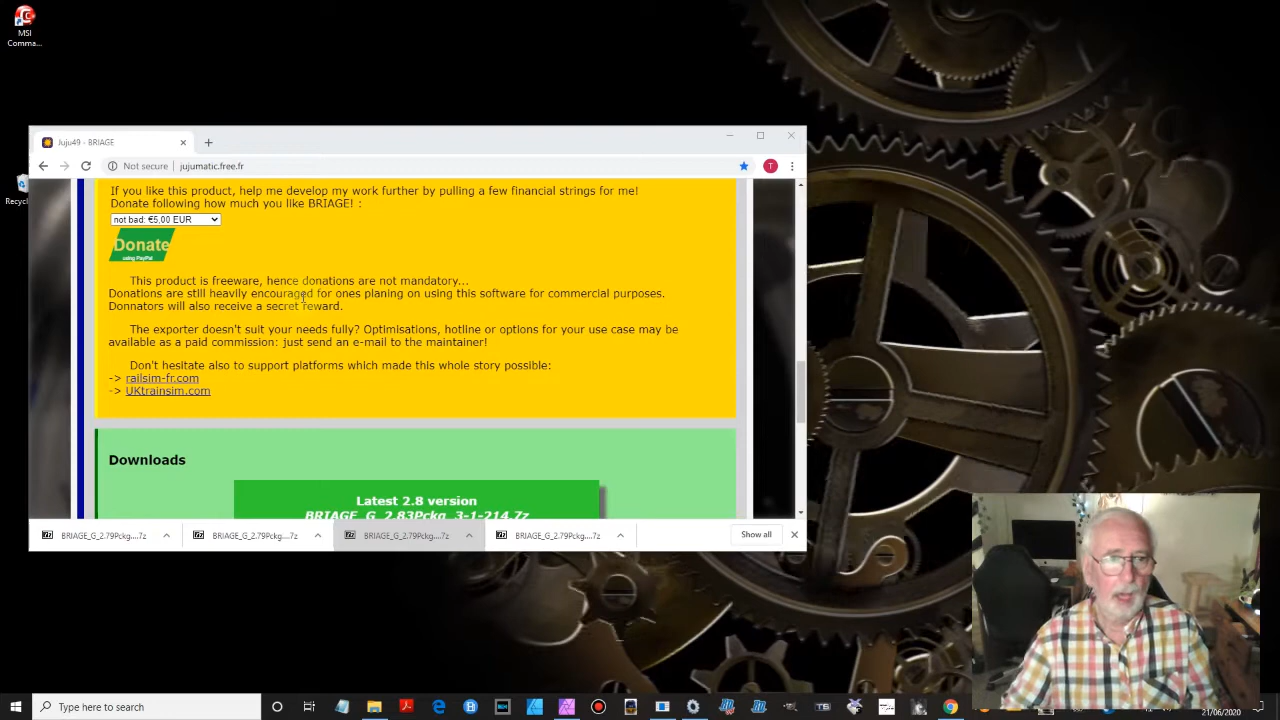 MSI
Comma...
Juju49 - BRIAGE
Not secure
jujumatic.free.fr
T
If you like this product, help me develop my work further by pulling a few financial strings for me!
Donate following how much you like BRIAGE! :
not bad: €5,00 EUR
Donate
using PayPal
This product is freeware, hence donations are not mandatory...
Donations are still heavily encouraged for ones planing on using this software for commercial purposes.
Donnators will also receive a secret reward.
The exporter doesn't suit your needs fully? Optimisations, hotline or options for your use case may be
available as a paid commission: just send an e-mail to the maintainer!
Don't hesitate also to support platforms which made this whole story possible:
-> railsim-fr.com
-> UKtrainsim.com
Downloads
Latest 2.8 version
BRIAGE_G_2.83Pckg_3-1-214.7z
BRIAGE_G_2.79Pckg....7z
BRIAGE_G_2.79Pckg....7z
BRIAGE_G_2.79Pckg....7z
BRIAGE_G_2.79Pckg....7z
Show all
Type here to search
21/06/2020